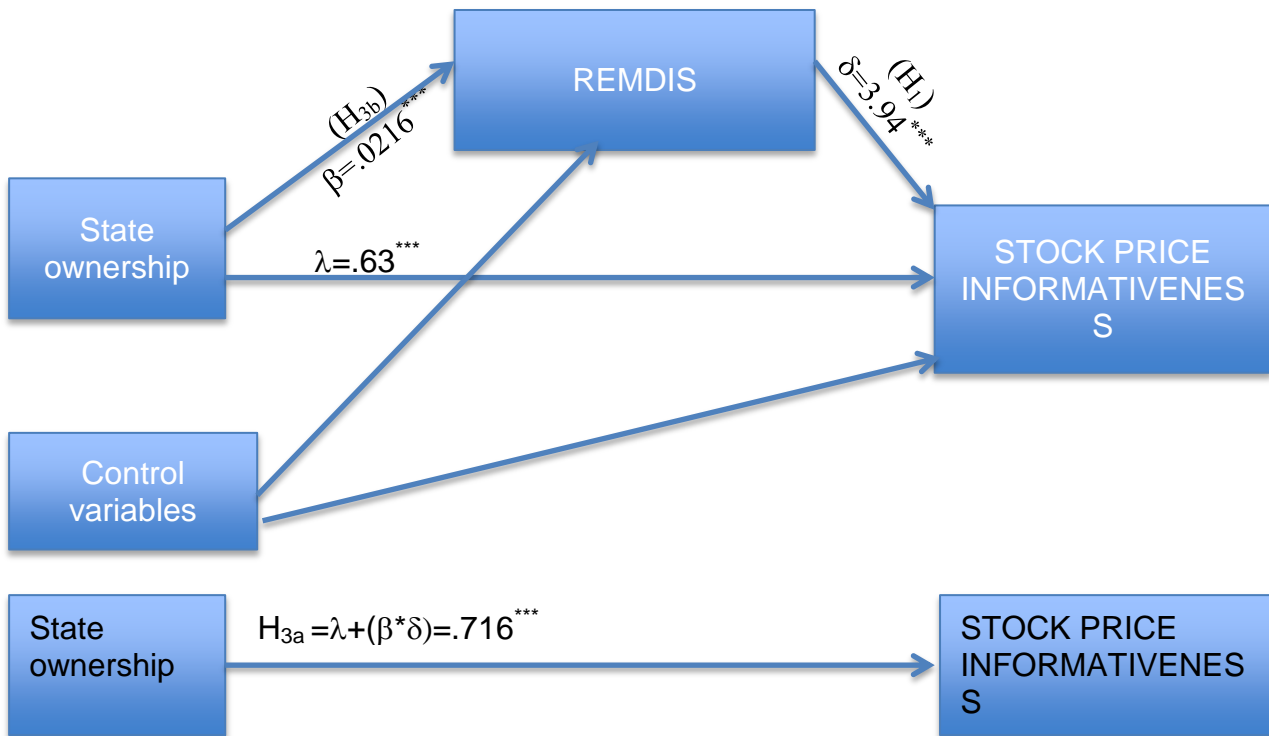 REMDIS
(H₃b)
β=.0216***
(H₁)
δ=3.94***
State
ownership
λ=.63***
STOCK PRICE
INFORMATIVENES
S
Control
variables
State
ownership
H₃ₐ =λ+(β*δ)=.716***
STOCK PRICE
INFORMATIVENES
S